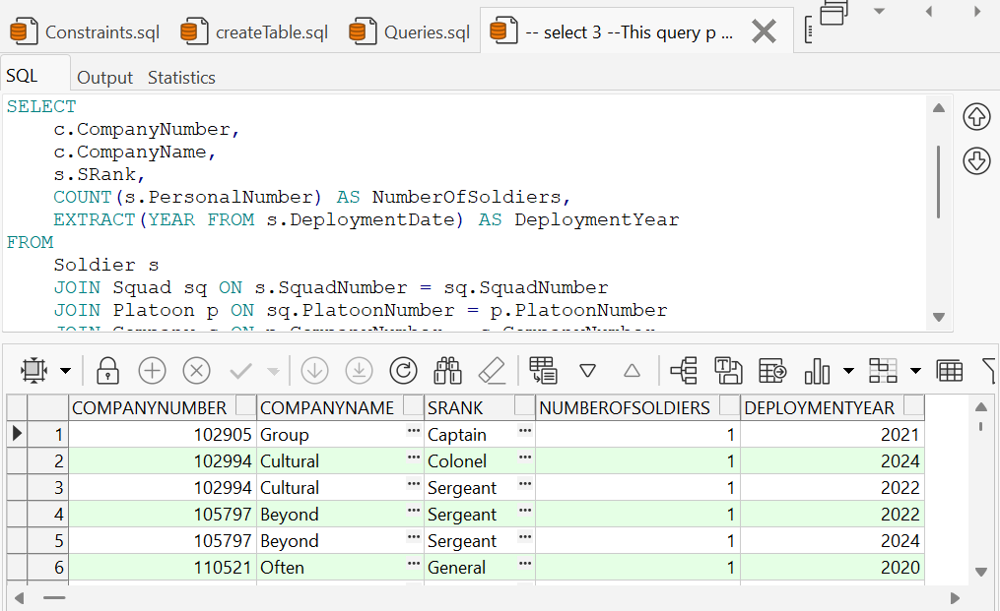 Constraints.sql createTable.sql Queries.sql -- select 3 --This query p ...
SQL Output Statistics
SELECT
c.CompanyNumber,
c.CompanyName,
s.SRank,
COUNT(s.PersonalNumber) AS NumberOfSoldiers,
EXTRACT(YEAR FROM s.DeploymentDate) AS DeploymentYear
FROM
Soldier s
JOIN Squad sq ON s.SquadNumber = sq.SquadNumber
JOIN Platoon p ON sq.PlatoonNumber = p.PlatoonNumber
COMPANYNUMBER COMPANYNAME SRANK NUMBEROFSOLDIERS DEPLOYMENTYEAR
1 102905 Group ... Captain ... 1 2021
2 102994 Cultural ... Colonel ... 1 2024
3 102994 Cultural ... Sergeant ... 1 2022
4 105797 Beyond ... Sergeant ... 1 2022
5 105797 Beyond ... Sergeant ... 1 2024
6 110521 Often ... General ... 1 2020